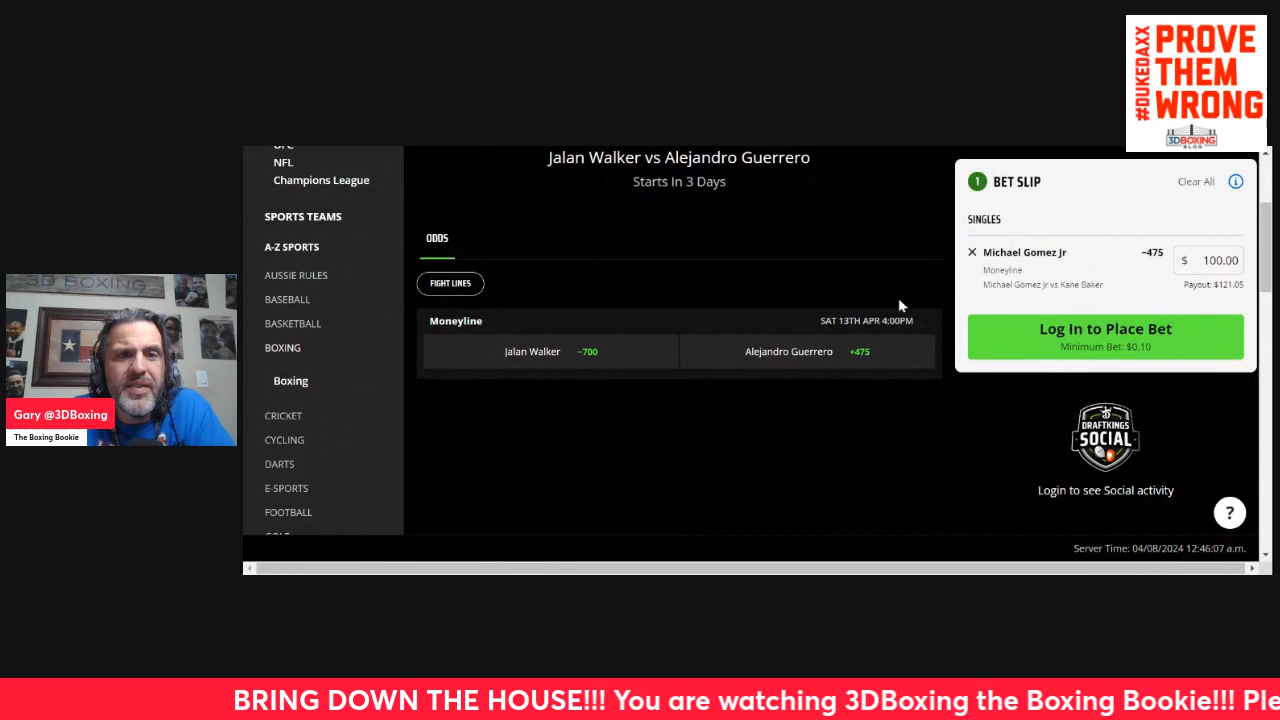 #DUKEDAXX
PROVE
THEM
WRONG
3DBOXING
BLOG
NFL
Champions League
SPORTS TEAMS
A-Z SPORTS
AUSSIE RULES
BASEBALL
BASKETBALL
BOXING
Boxing
CRICKET
CYCLING
DARTS
E-SPORTS
FOOTBALL
Jalan Walker vs Alejandro Guerrero
Starts In 3 Days
ODDS
FIGHT LINES
Moneyline
SAT 13TH APR 4:00PM
Jalan Walker -700
Alejandro Guerrero +475
1 BET SLIP
Clear All
SINGLES
Michael Gomez Jr -475 $ 100.00
Moneyline
Michael Gomez Jr vs Kane Baker Payout: $121.05
Log In to Place Bet
Minimum Bet: $0.10
DRAFTKINGS
SOCIAL
Login to see Social activity
?
Server Time: 04/08/2024 12:46:07 a.m.
3D BOXING
Gary @3DBoxing
The Boxing Bookie
BRING DOWN THE HOUSE!!! You are watching 3DBoxing the Boxing Bookie!!! Ple